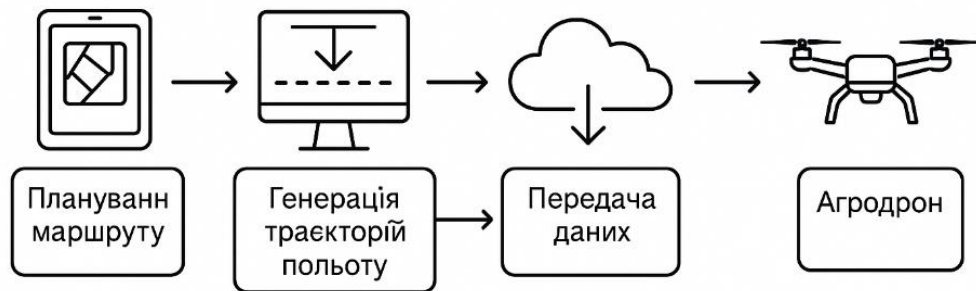 Плануванн
маршруту
Генерація
траєкторій
польоту
Передача
даних
Агродрон